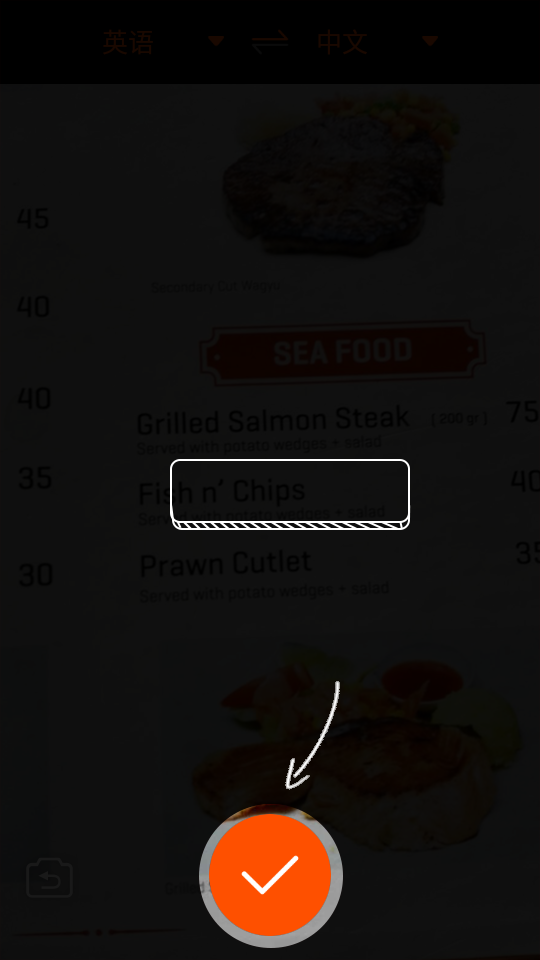 英语 中文
45
Secondary Cut Wagyu
40
SEA FOOD
40
Grilled Salmon Steak ( 200 gr ) 75
Served with potato wedges + salad
35
Fish n' Chips 40
Served with potato wedges + salad
30
Prawn Cutlet 35
Served with potato wedges + salad